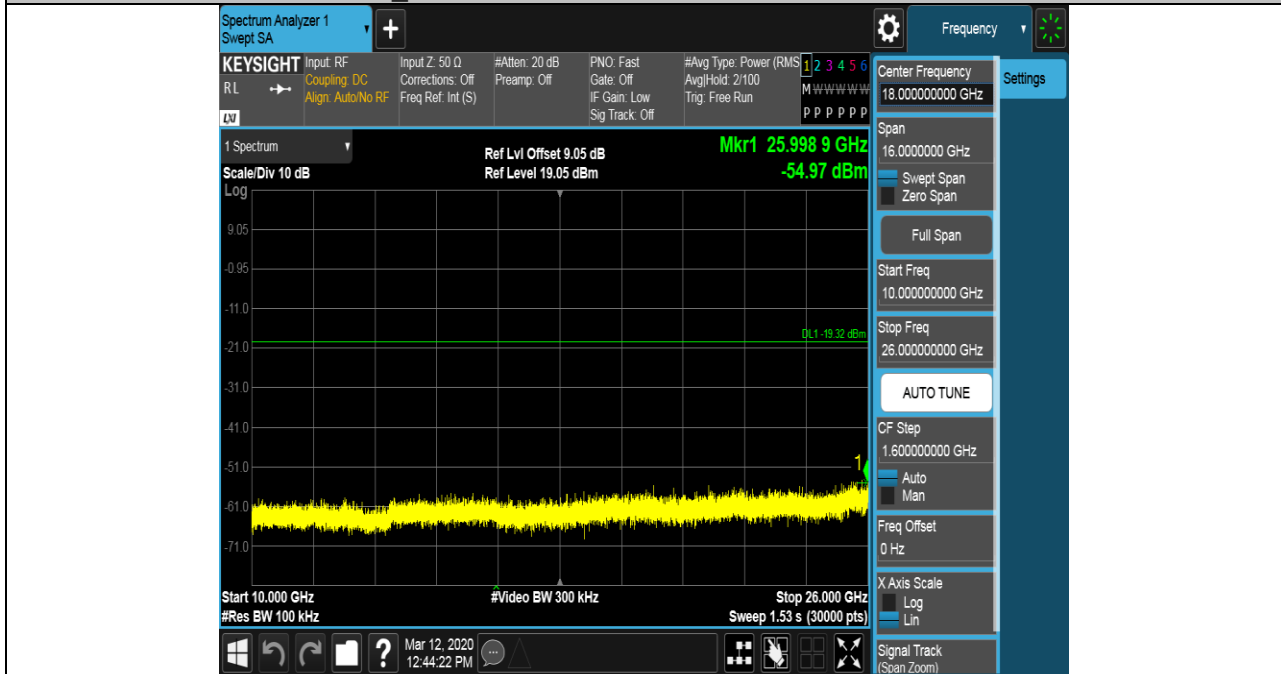 Spectrum Analyzer 1
Swept SA
+
Frequency
KEYSIGHT
RL
LXI
Input: RF
Coupling: DC
Align: Auto/No RF
Input Z: 50 Ω
Corrections: Off
Freq Ref: Int (S)
#Atten: 20 dB
Preamp: Off
PNO: Fast
Gate: Off
IF Gain: Low
Sig Track: Off
#Avg Type: Power (RMS
Avg|Hold: 2/100
Trig: Free Run
1 2 3 4 5 6
M W W W W W
P P P P P P
1 Spectrum
Scale/Div 10 dB
Ref Lvl Offset 9.05 dB
Ref Level 19.05 dBm
Mkr1 25.998 9 GHz
-54.97 dBm
Log
9.05
-0.95
-11.0
-21.0
-31.0
-41.0
-51.0
-61.0
-71.0
DL1 -19.32 dBm
1
Start 10.000 GHz
#Res BW 100 kHz
#Video BW 300 kHz
Stop 26.000 GHz
Sweep 1.53 s (30000 pts)
Center Frequency
18.000000000 GHz
Span
16.0000000 GHz
Swept Span
Zero Span
Full Span
Start Freq
10.000000000 GHz
Stop Freq
26.000000000 GHz
AUTO TUNE
CF Step
1.600000000 GHz
Auto
Man
Freq Offset
0 Hz
X Axis Scale
Log
Lin
Signal Track
(Span Zoom)
Settings
?
Mar 12, 2020
12:44:22 PM